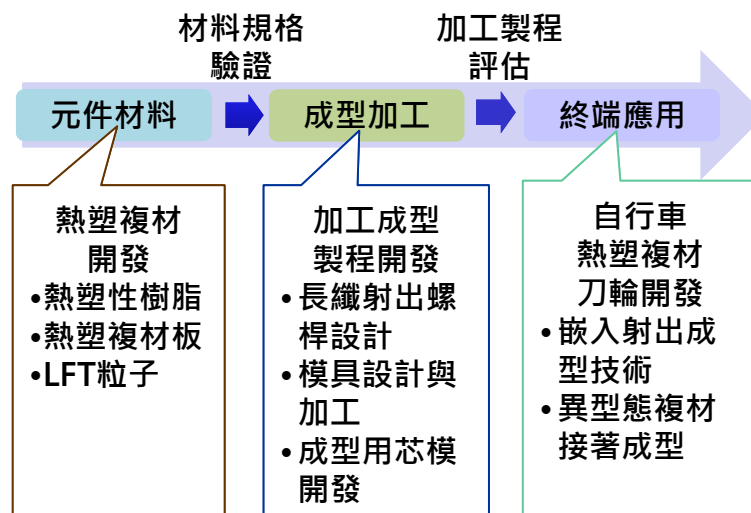 材料規格
驗證
加工製程
評估
元件材料
成型加工
終端應用
熱塑複材
開發
•熱塑性樹脂
•熱塑複材板
•LFT粒子
加工成型
製程開發
•長纖射出螺
桿設計
•模具設計與
加工
•成型用芯模
開發
自行車
熱塑複材
刀輪開發
•嵌入射出成
型技術
•異型態複材
接著成型